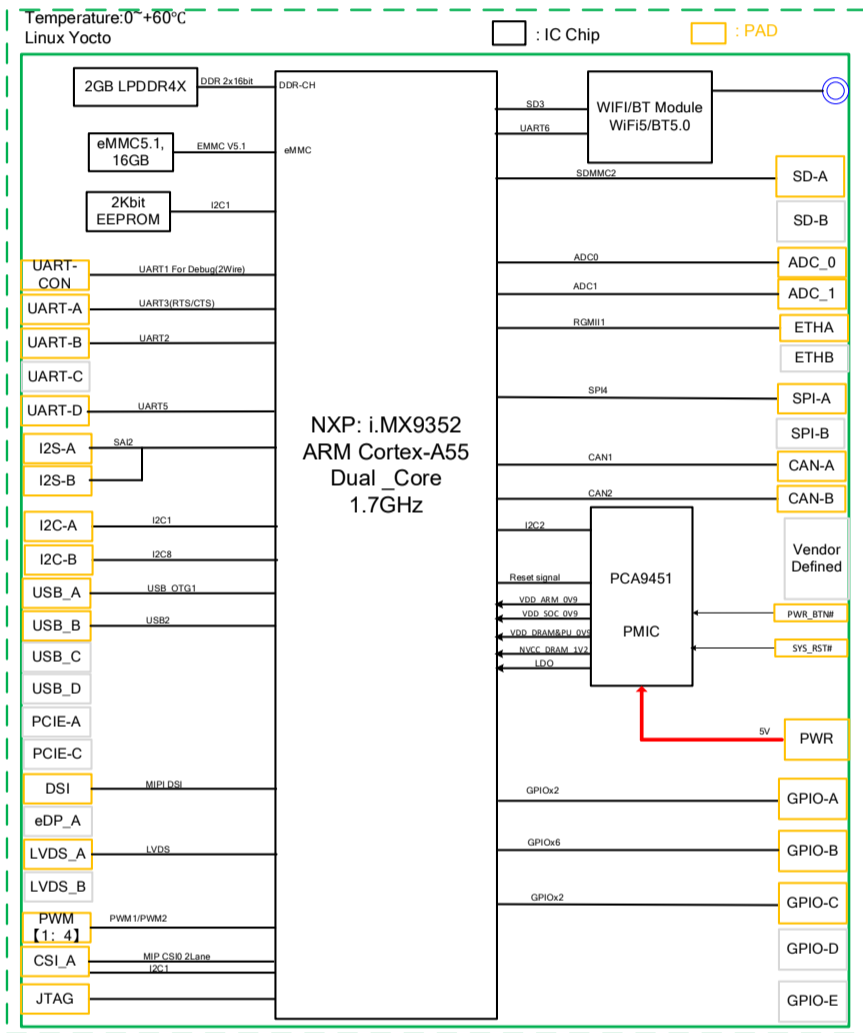 Temperature:0~+60℃
Linux Yocto
: IC Chip
: PAD
2GB LPDDR4X
DDR 2x16bit
DDR-CH
eMMC5.1,
16GB
EMMC V5.1
eMMC
2Kbit
EEPROM
I2C1
UART-
CON
UART1 For Debug(2Wire)
UART-A
UART3(RTS/CTS)
UART-B
UART2
UART-C
UART-D
UART5
I2S-A
SAI2
I2S-B
I2C-A
I2C1
I2C-B
I2C8
USB_A
USB_OTG1
USB_B
USB2
USB_C
USB_D
PCIE-A
PCIE-C
DSI
MIPI DSI
eDP_A
LVDS_A
LVDS
LVDS_B
PWM
【1：4】
PWM1/PWM2
CSI_A
MIP CSI0 2Lane
I2C1
JTAG
NXP: i.MX9352
ARM Cortex-A55
Dual _Core
1.7GHz
SD3
UART6
WIFI/BT Module
WiFi5/BT5.0
SDMMC2
SD-A
SD-B
ADC0
ADC_0
ADC1
ADC_1
RGMII1
ETHA
ETHB
SPI4
SPI-A
SPI-B
CAN1
CAN-A
CAN2
CAN-B
I2C2
Reset signal
VDD_ARM_0V9
VDD_SOC_0V9
VDD_DRAM&PU_0V9
NVCC_DRAM_1V2
LDO
PCA9451
PMIC
Vendor
Defined
PWR_BTN#
SYS_RST#
5V
PWR
GPIOx2
GPIO-A
GPIOx6
GPIO-B
GPIOx2
GPIO-C
GPIO-D
GPIO-E